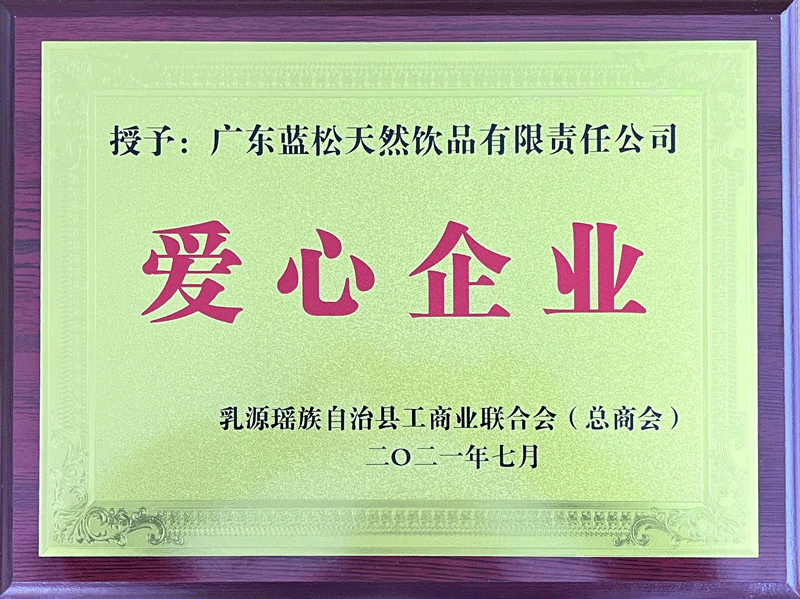 授予：广东蓝松天然饮品有限责任公司
爱心企业
乳源瑶族自治县工商业联合会（总商会）
二〇二一年七月